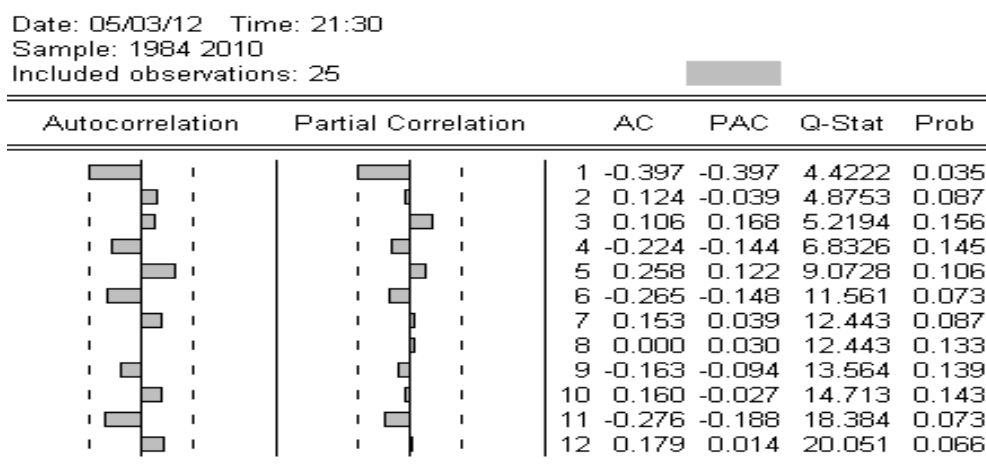 Date: 05/03/12 Time: 21:30
Sample: 1984 2010
Included observations: 25
Autocorrelation Partial Correlation AC PAC Q-Stat Prob
1 -0.397 -0.397 4.4222 0.035
2 0.124 -0.039 4.8753 0.087
3 0.106 0.168 5.2194 0.156
4 -0.224 -0.144 6.8326 0.145
5 0.258 0.122 9.0728 0.106
6 -0.265 -0.148 11.561 0.073
7 0.153 0.039 12.443 0.087
8 0.000 0.030 12.443 0.133
9 -0.163 -0.094 13.564 0.139
10 0.160 -0.027 14.713 0.143
11 -0.276 -0.188 18.384 0.073
12 0.179 0.014 20.051 0.066